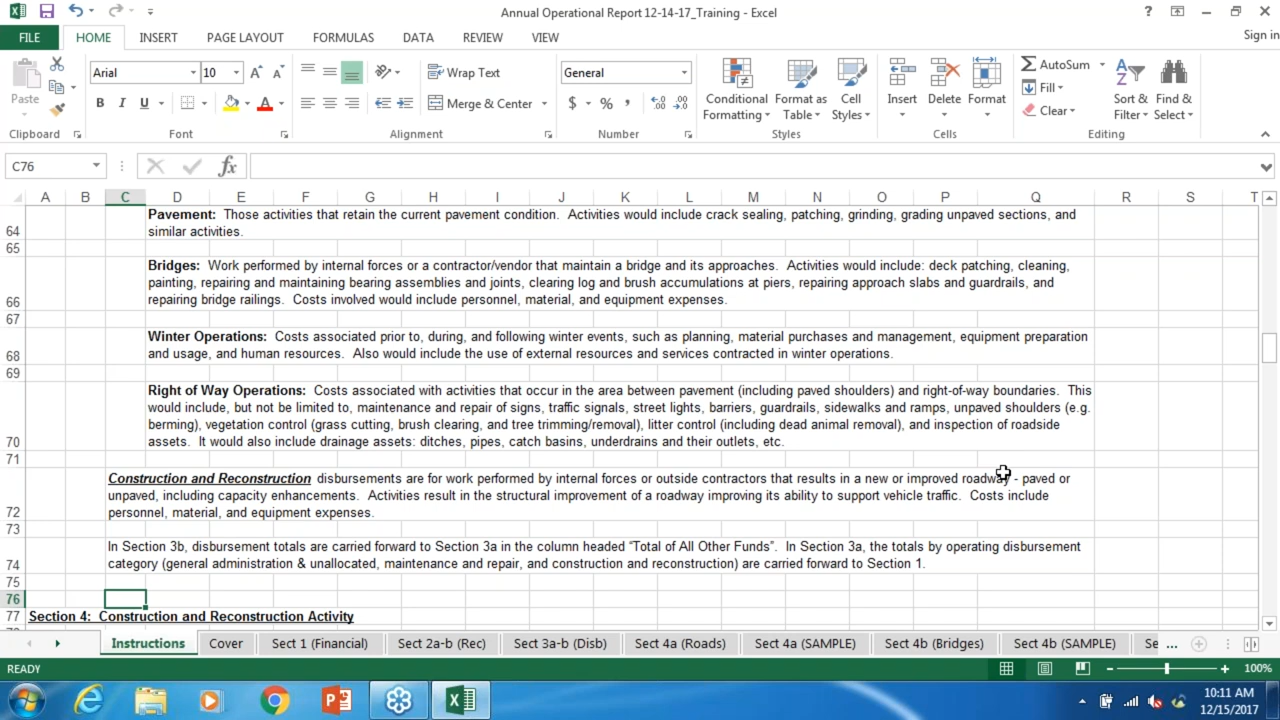 Annual Operational Report 12-14-17_Training - Excel
?
Sign in
FILE HOME INSERT PAGE LAYOUT FORMULAS DATA REVIEW VIEW
Paste
Arial 10
B I U A
Wrap Text
Merge & Center
General
$ % ,
Conditional Formatting
Format as Table
Cell Styles
Insert Delete Format
AutoSum
Fill
Clear
Sort & Filter
Find & Select
Clipboard Font Alignment Number Styles Cells Editing
C76 fx
A B C D E F G H I J K L M N O P Q R S T
Pavement: Those activities that retain the current pavement condition. Activities would include crack sealing, patching, grinding, grading unpaved sections, and
64 similar activities.
65
Bridges: Work performed by internal forces or a contractor/vendor that maintain a bridge and its approaches. Activities would include: deck patching, cleaning,
painting, repairing and maintaining bearing assemblies and joints, clearing log and brush accumulations at piers, repairing approach slabs and guardrails, and
66 repairing bridge railings. Costs involved would include personnel, material, and equipment expenses.
67
Winter Operations: Costs associated prior to, during, and following winter events, such as planning, material purchases and management, equipment preparation
68 and usage, and human resources. Also would include the use of external resources and services contracted in winter operations.
69
Right of Way Operations: Costs associated with activities that occur in the area between pavement (including paved shoulders) and right-of-way boundaries. This
would include, but not be limited to, maintenance and repair of signs, traffic signals, street lights, barriers, guardrails, sidewalks and ramps, unpaved shoulders (e.g.
berming), vegetation control (grass cutting, brush clearing, and tree trimming/removal), litter control (including dead animal removal), and inspection of roadside
70 assets. It would also include drainage assets: ditches, pipes, catch basins, underdrains and their outlets, etc.
71
Construction and Reconstruction disbursements are for work performed by internal forces or outside contractors that results in a new or improved roadway - paved or
unpaved, including capacity enhancements. Activities result in the structural improvement of a roadway improving its ability to support vehicle traffic. Costs include
72 personnel, material, and equipment expenses.
73
In Section 3b, disbursement totals are carried forward to Section 3a in the column headed “Total of All Other Funds”. In Section 3a, the totals by operating disbursement
74 category (general administration & unallocated, maintenance and repair, and construction and reconstruction) are carried forward to Section 1.
75
76
77 Section 4: Construction and Reconstruction Activity
Instructions Cover Sect 1 (Financial) Sect 2a-b (Rec) Sect 3a-b (Disb) Sect 4a (Roads) Sect 4a (SAMPLE) Sect 4b (Bridges) Sect 4b (SAMPLE) Se ...
READY 100%
10:11 AM
12/15/2017